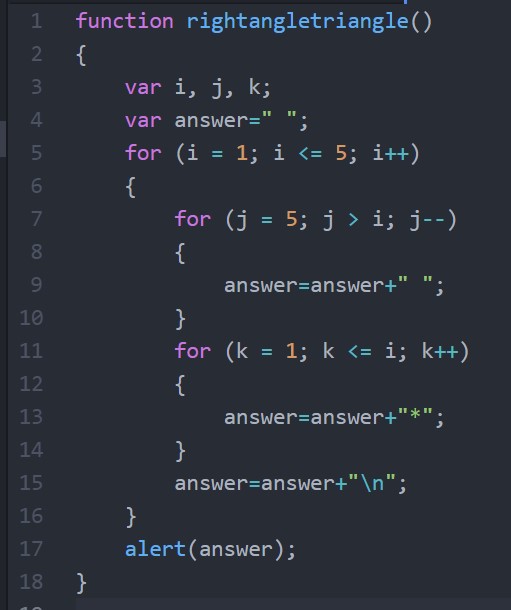 1 function rightangletriangle()
2 {
3     var i, j, k;
4     var answer=" ";
5     for (i = 1; i <= 5; i++)
6     {
7         for (j = 5; j > i; j--)
8         {
9             answer=answer+" ";
10         }
11         for (k = 1; k <= i; k++)
12         {
13             answer=answer+"*";
14         }
15         answer=answer+"\n";
16     }
17     alert(answer);
18 }